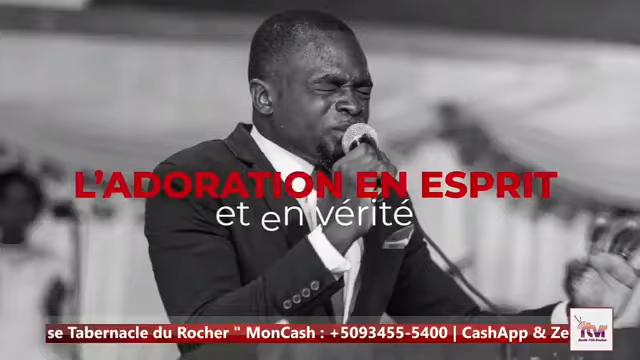 L'ADORATION EN ESPRIT
et en vérité
se Tabernacle du Rocher " MonCash : +5093455-5400 | CashApp & Ze